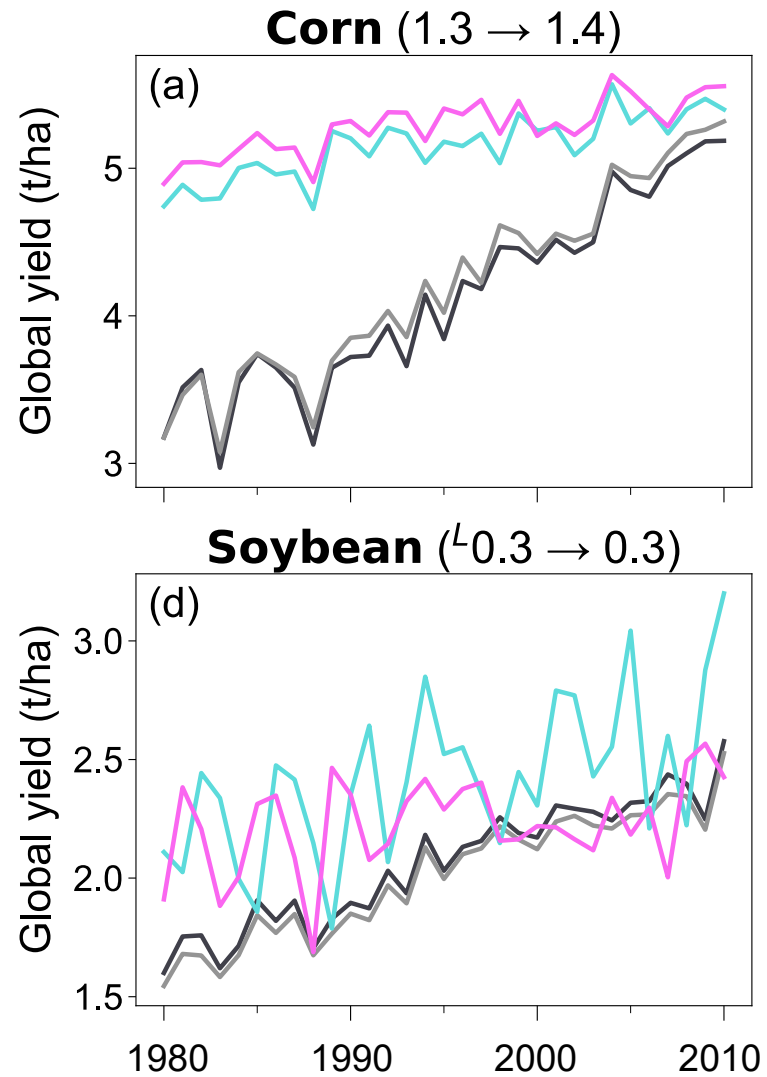 Corn (1.3 → 1.4)
(a)
Global yield (t/ha)
5
4
3
Soybean (ᴸ0.3 → 0.3)
(d)
Global yield (t/ha)
3.0
2.5
2.0
1.5
1980 1990 2000 2010